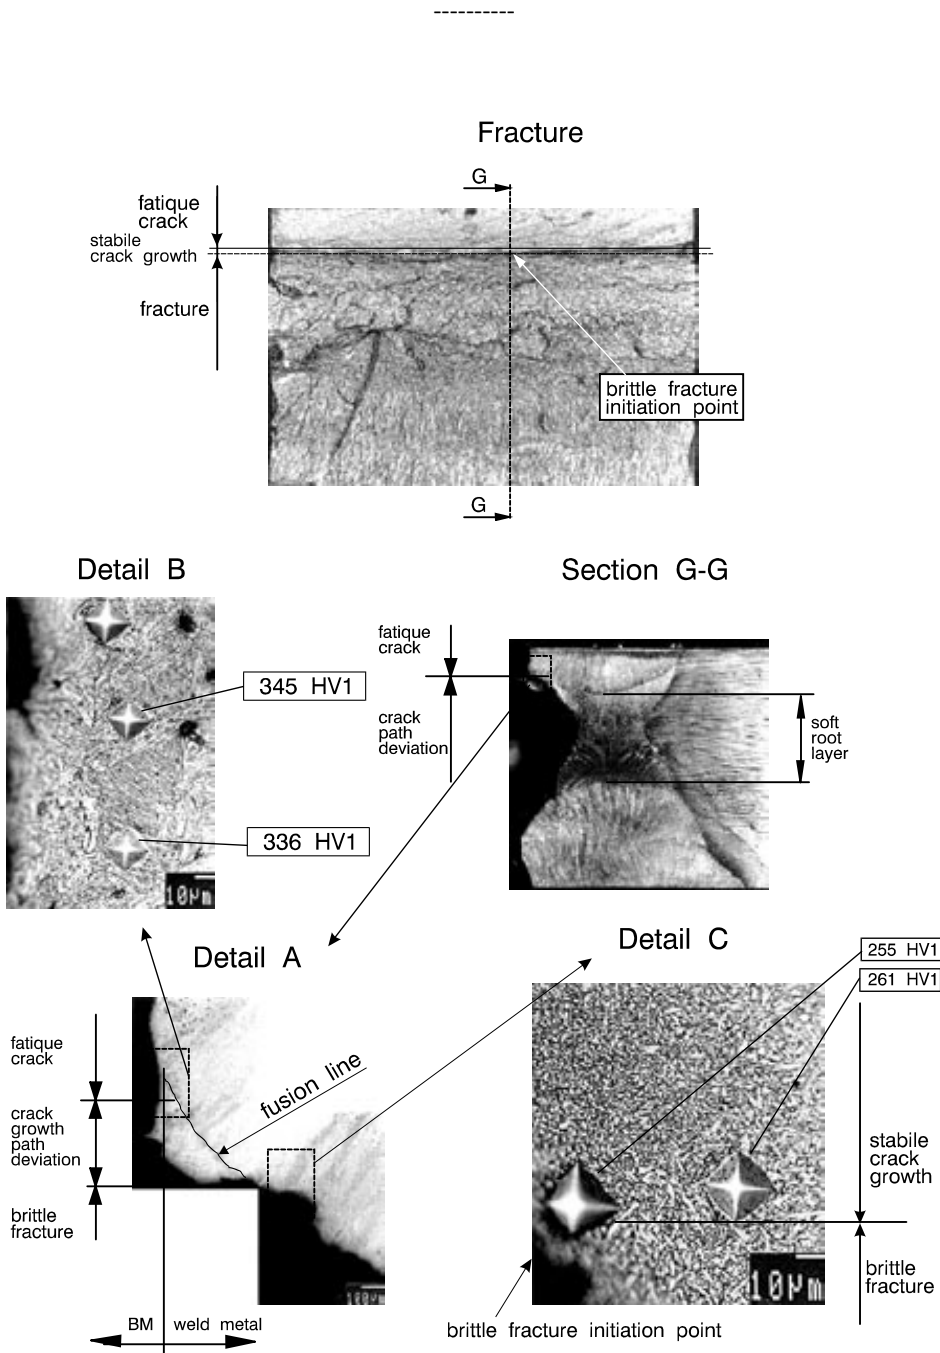 ----------
Fracture
G
fatique
crack
stabile
crack growth
fracture
brittle fracture
initiation point
G
Detail B
345 HV1
336 HV1
10µm
Section G-G
fatique
crack
crack
path
deviation
soft
root
layer
Detail A
fatique
crack
crack
growth
path
deviation
brittle
fracture
fusion line
100µm
BM weld metal
Detail C
255 HV1
261 HV1
stabile
crack
growth
brittle
fracture
10µm
brittle fracture initiation point